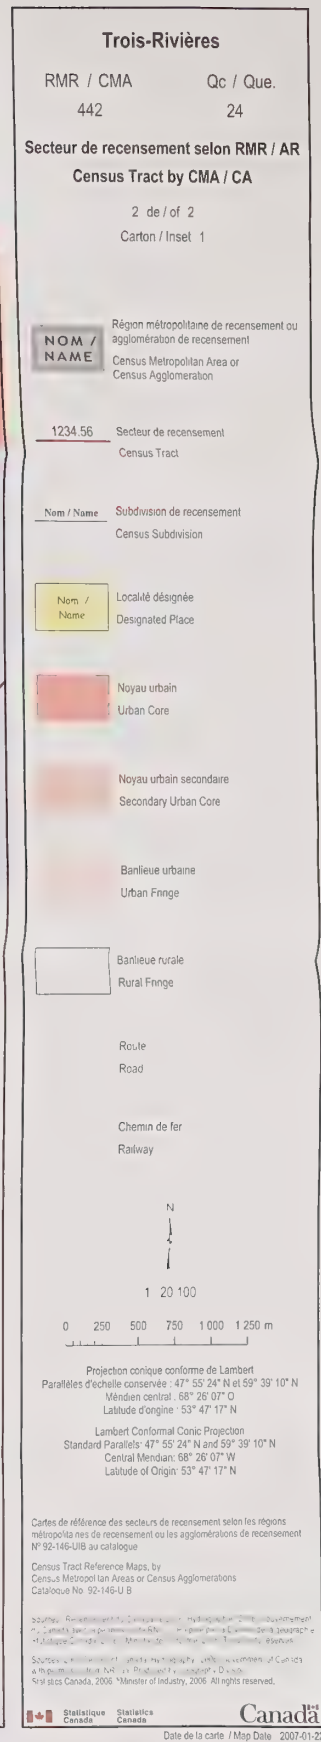 Trois-Rivières
RMR / CMA Qc / Que.
442 24
Secteur de recensement selon RMR / AR
Census Tract by CMA / CA
2 de / of 2
Carton / Inset 1
NOM /
NAME
Région métropolitaine de recensement ou
agglomération de recensement
Census Metropolitan Area or
Census Agglomeration
1234.56 Secteur de recensement
Census Tract
Nom / Name Subdivision de recensement
Census Subdivision
Nom /
Name
Localité désignée
Designated Place
Noyau urbain
Urban Core
Noyau urbain secondaire
Secondary Urban Core
Banlieue urbaine
Urban Fringe
Banlieue rurale
Rural Fringe
Route
Road
Chemin de fer
Railway
N
1 20 100
0 250 500 750 1 000 1 250 m
Projection conique conforme de Lambert
Parallèles d'échelle conservée : 47° 55' 24" N et 59° 39' 10" N
Méridien central : 68° 26' 07" O
Latitude d'origine : 53° 47' 17" N
Lambert Conformal Conic Projection
Standard Parallels: 47° 55' 24" N and 59° 39' 10" N
Central Meridian: 68° 26' 07" W
Latitude of Origin: 53° 47' 17" N
Cartes de référence des secteurs de recensement selon les régions
métropolitaines de recensement ou les agglomérations de recensement
N° 92-146-UIB au catalogue
Census Tract Reference Maps, by
Census Metropolitan Areas or Census Agglomerations
Catalogue No. 92-146-U B
Statistics Canada, 2006 ©Minister of Industry, 2006 All rights reserved.
Statistique Statistics
Canada Canada
Canada
Date de la carte / Map Date 2007-01-22